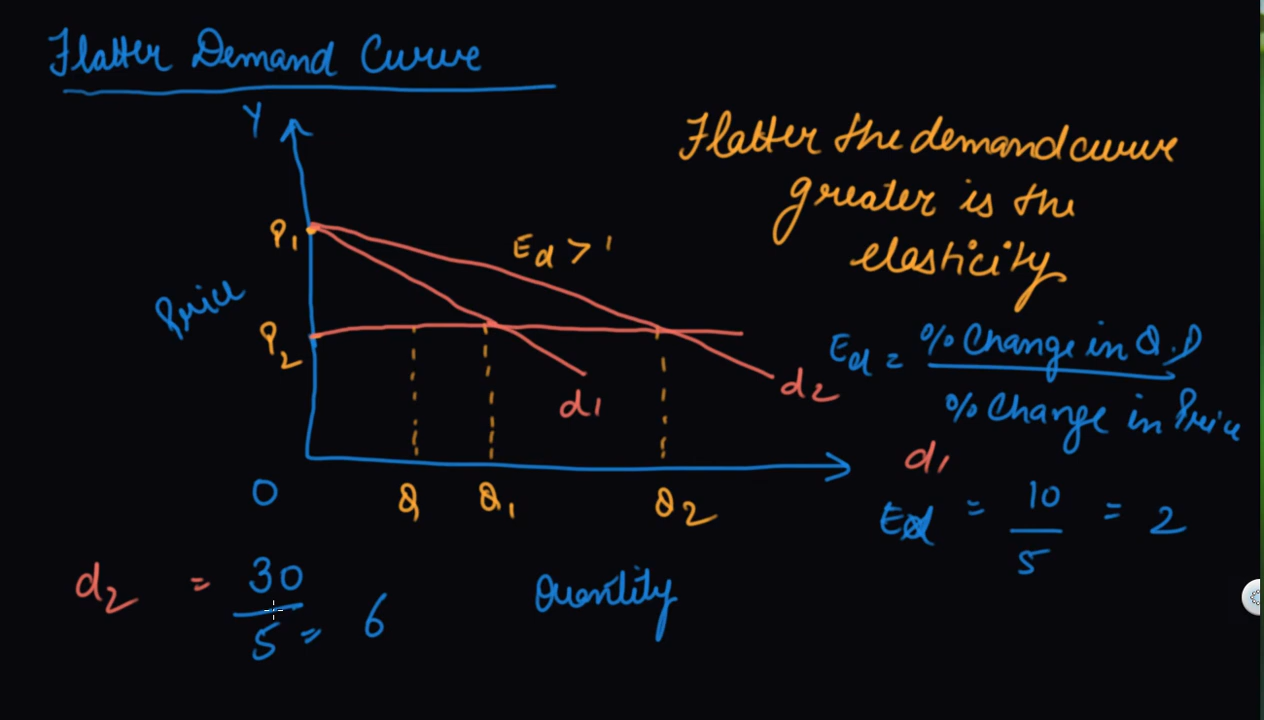 Flatter Demand Curve
Y
Flatter the demand curve
greater is the
elasticity
P1
Ed > 1
Price
P2
Ed = % Change in Q.D
% Change in Price
d1
d2
d1
O
Q
Q1
Q2
Ed = 10/5 = 2
d2 = 30/5 = 6
Quantity